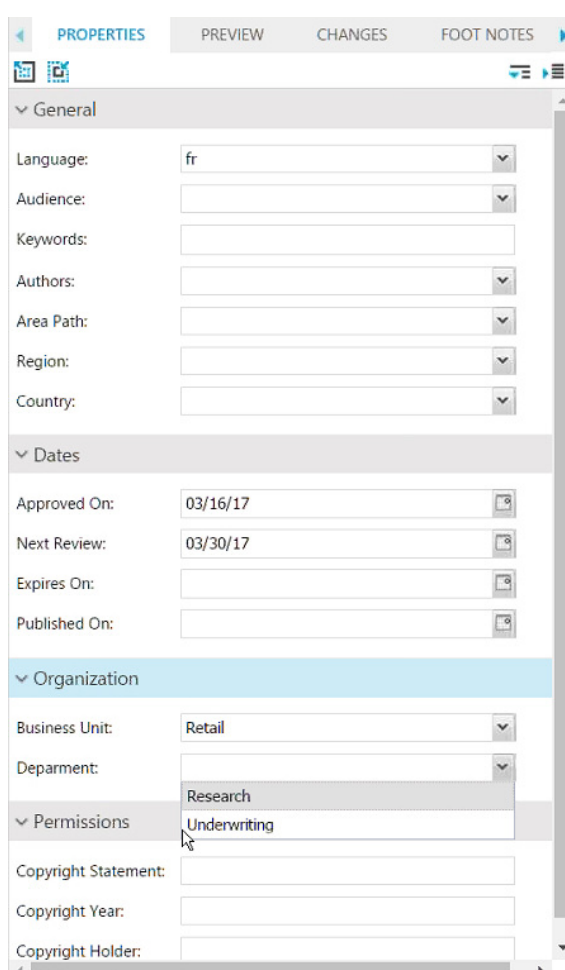 PROPERTIES PREVIEW CHANGES FOOT NOTES
General
Language: fr
Audience:
Keywords:
Authors:
Area Path:
Region:
Country:
Dates
Approved On: 03/16/17
Next Review: 03/30/17
Expires On:
Published On:
Organization
Business Unit: Retail
Deparment:
Research
Permissions Underwriting
Copyright Statement:
Copyright Year:
Copyright Holder: